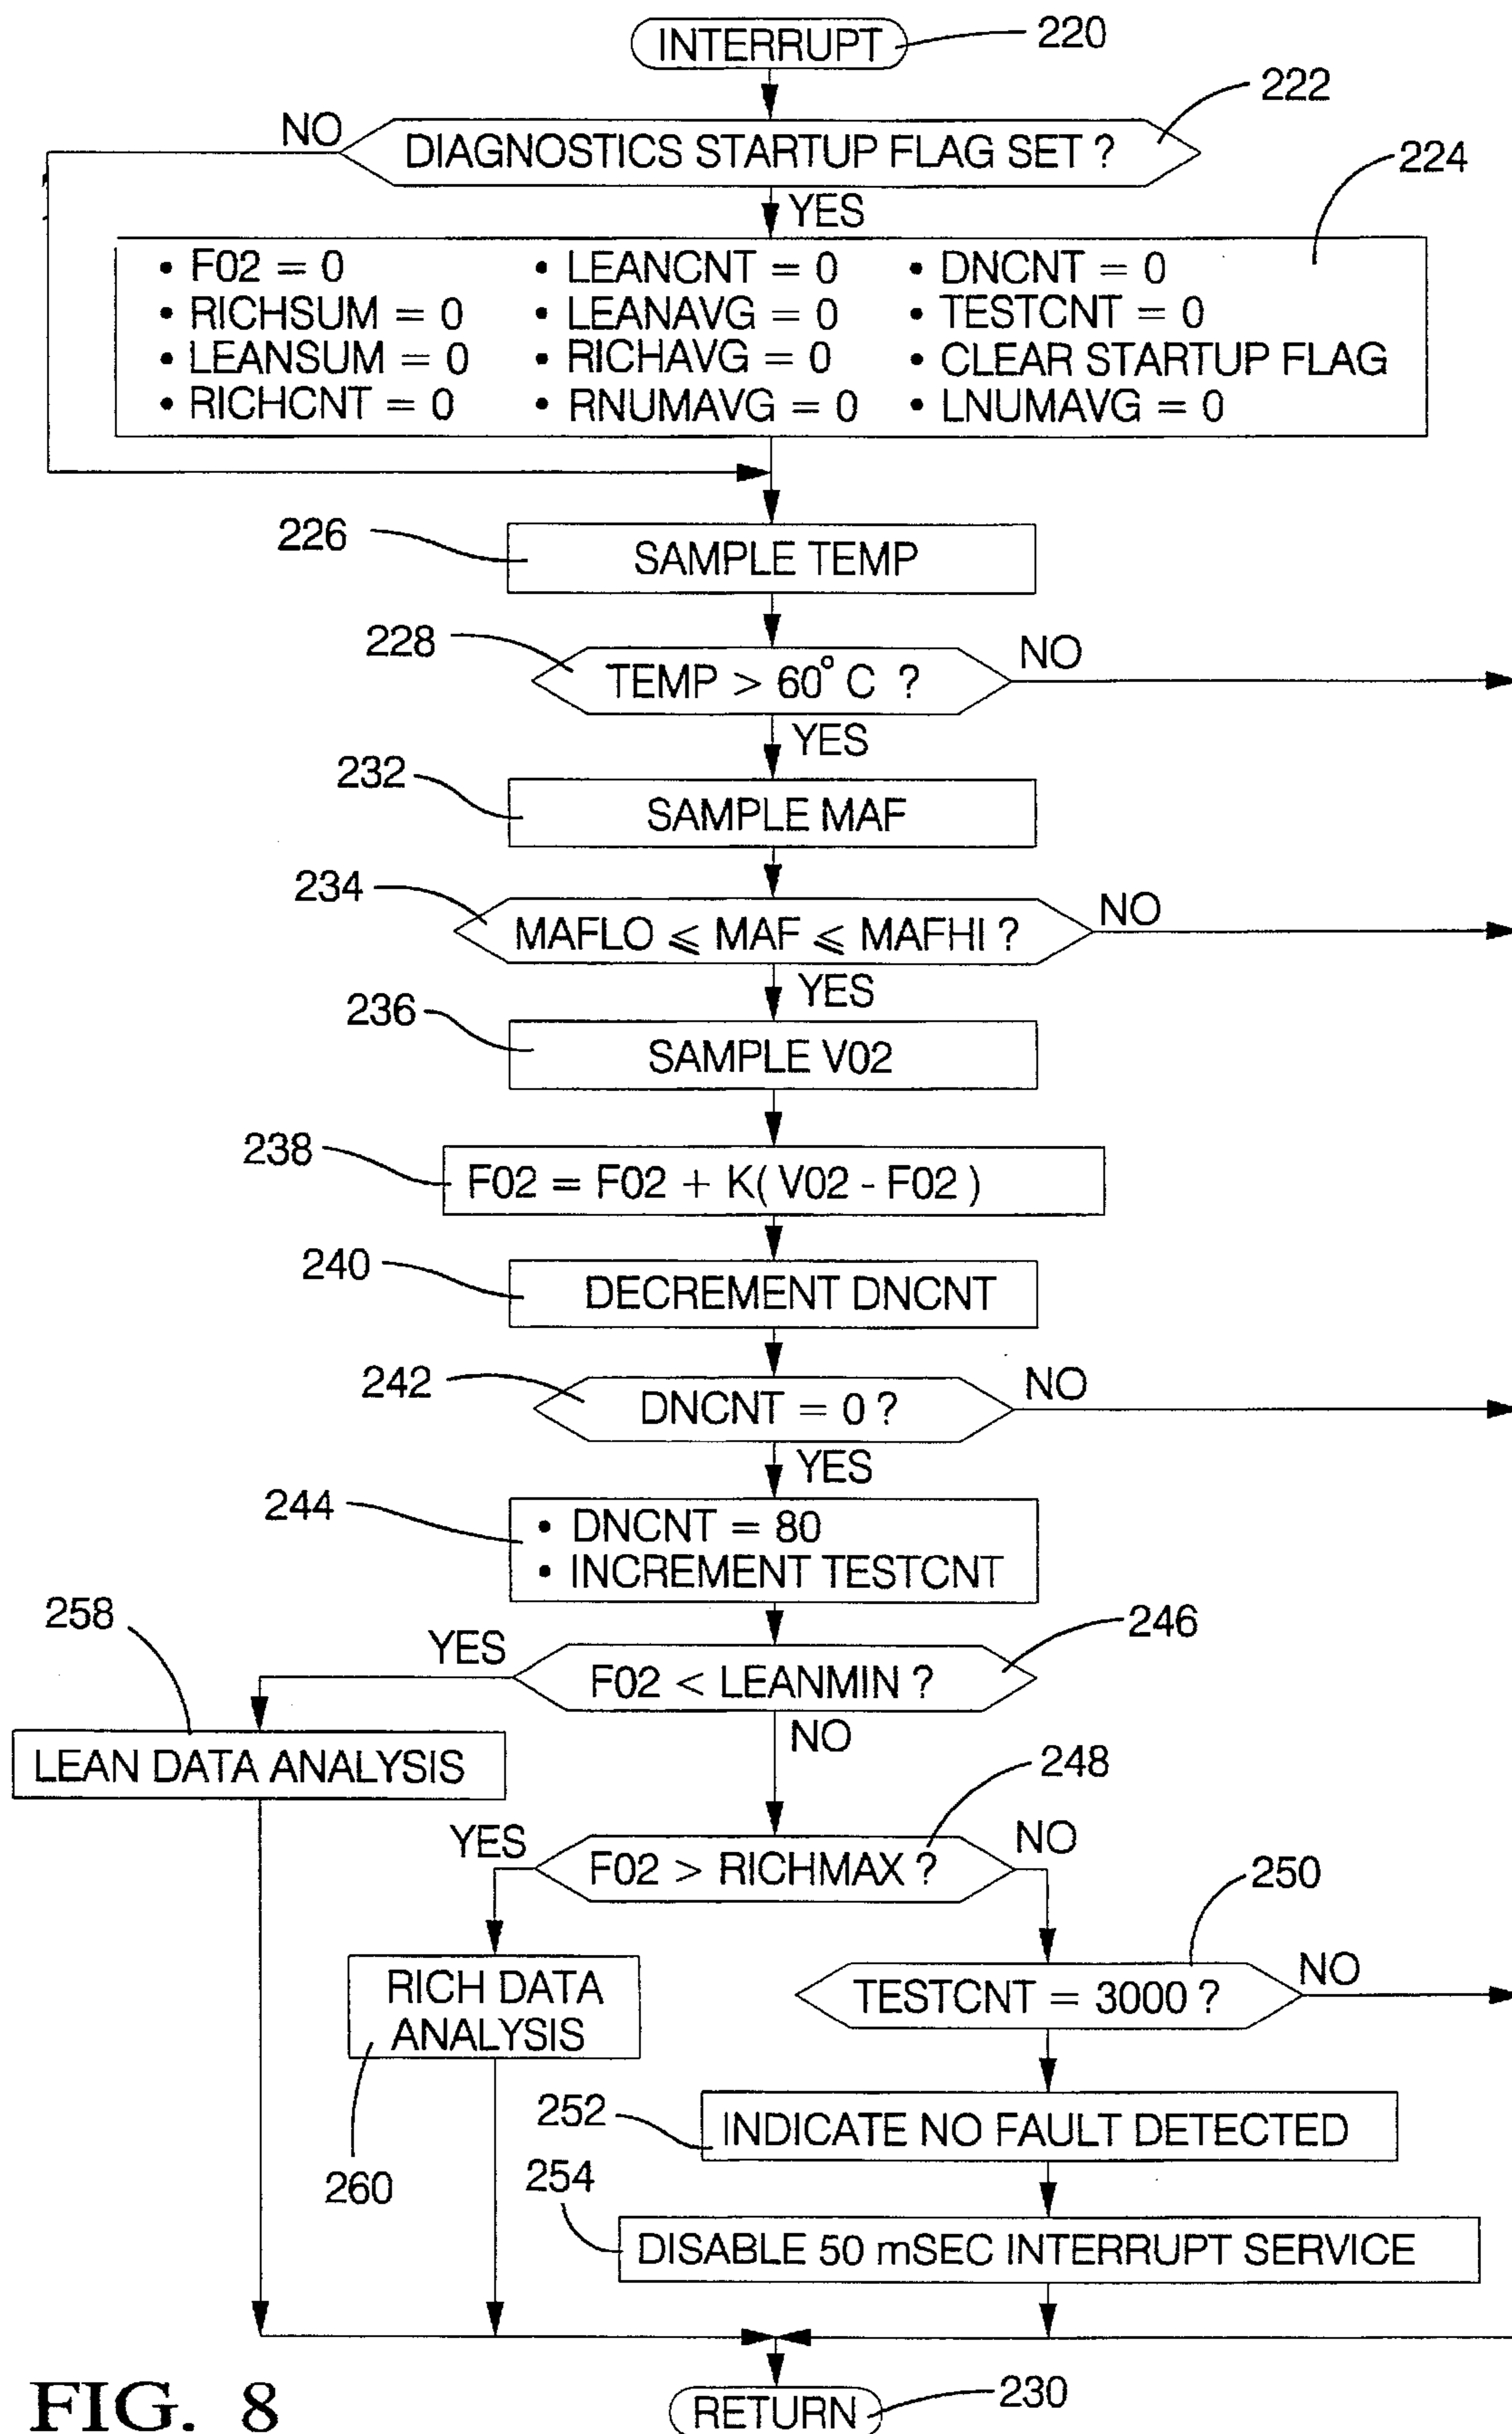 INTERRUPT 220
222
NO
DIAGNOSTICS STARTUP FLAG SET ?
224
YES
• F02 = 0 • LEANCNT = 0 • DNCNT = 0
• RICHSUM = 0 • LEANAVG = 0 • TESTCNT = 0
• LEANSUM = 0 • RICHAVG = 0 • CLEAR STARTUP FLAG
• RICHCNT = 0 • RNUMAVG = 0 • LNUMAVG = 0
226
SAMPLE TEMP
228
TEMP > 60° C ?
NO
YES
232
SAMPLE MAF
234
MAFLO ⩽ MAF ⩽ MAFHI ?
NO
YES
236
SAMPLE V02
238
F02 = F02 + K( V02 - F02 )
240
DECREMENT DNCNT
242
DNCNT = 0 ?
NO
YES
244
• DNCNT = 80
• INCREMENT TESTCNT
258
YES
246
F02 < LEANMIN ?
NO
LEAN DATA ANALYSIS
248
YES
F02 > RICHMAX ?
NO
250
RICH DATA
ANALYSIS
TESTCNT = 3000 ?
NO
260
252
INDICATE NO FAULT DETECTED
254
DISABLE 50 mSEC INTERRUPT SERVICE
FIG. 8
RETURN 230